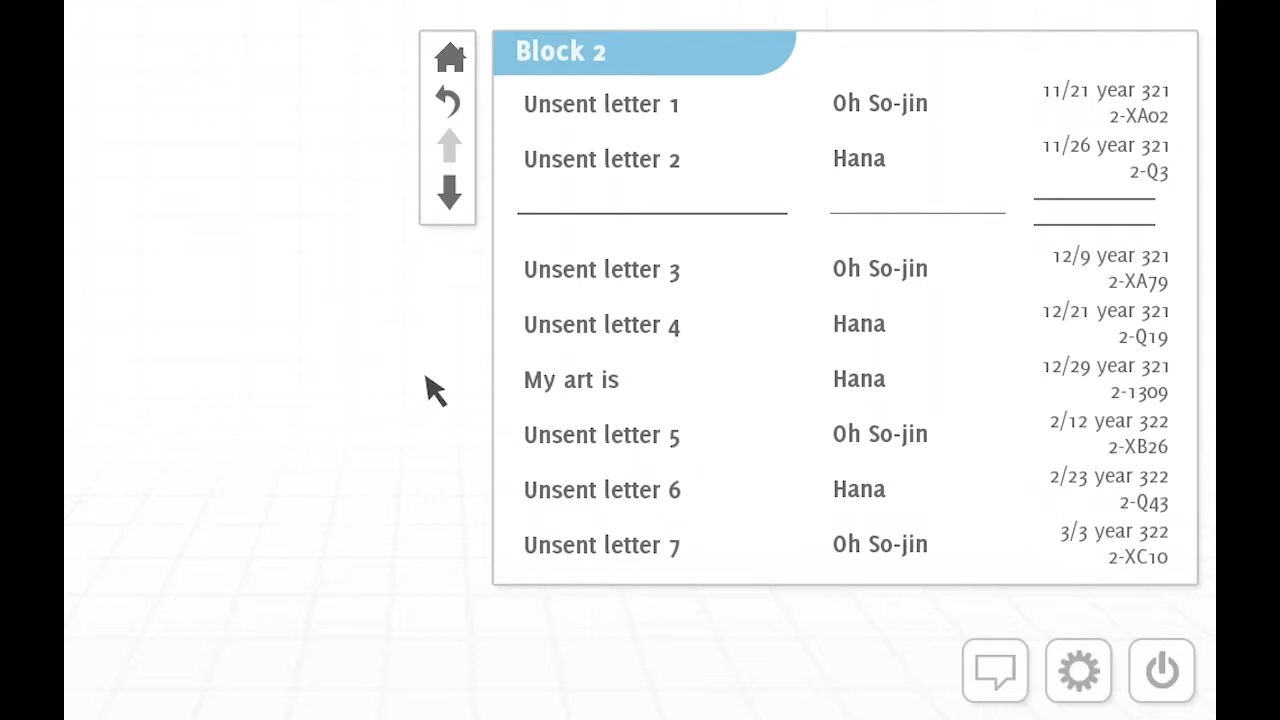 Block 2
Unsent letter 1 Oh So-jin 11/21 year 321
2-XA02
Unsent letter 2 Hana 11/26 year 321
2-Q3
Unsent letter 3 Oh So-jin 12/9 year 321
2-XA79
Unsent letter 4 Hana 12/21 year 321
2-Q19
My art is Hana 12/29 year 321
2-1309
Unsent letter 5 Oh So-jin 2/12 year 322
2-XB26
Unsent letter 6 Hana 2/23 year 322
2-Q43
Unsent letter 7 Oh So-jin 3/3 year 322
2-XC10